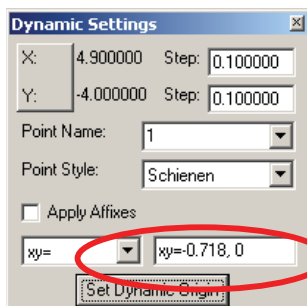 Dynamic Settings
X: 4.900000 Step: 0.100000
Y: -4.000000 Step: 0.100000
Point Name: 1
Point Style: Schienen
Apply Affixes
xy= xy=-0.718, 0
Set Dynamic Origin